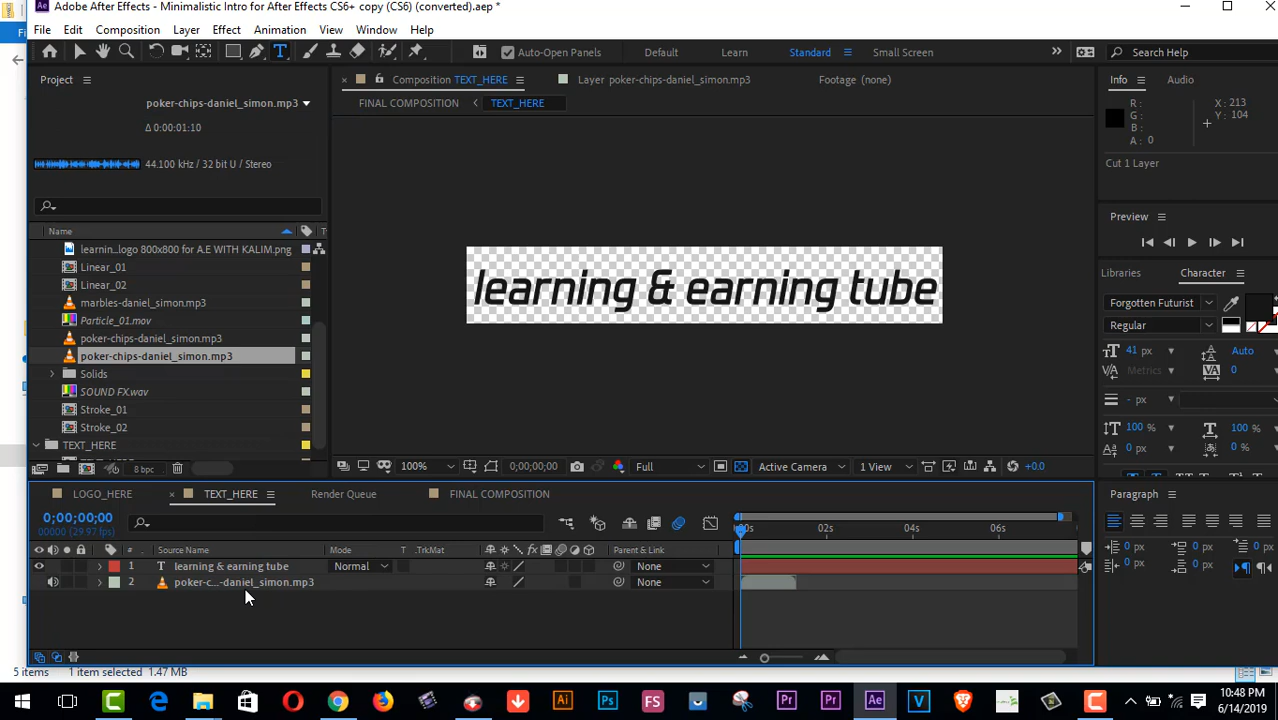 Adobe After Effects - Minimalistic Intro for After Effects CS6+ copy (CS6) (converted).aep *
File Edit Composition Layer Effect Animation View Window Help
Auto-Open Panels Default Learn Standard Small Screen Search Help
Project
Composition TEXT_HERE Layer poker-chips-daniel_simon.mp3 Footage (none)
Info Audio
poker-chips-daniel_simon.mp3
FINAL COMPOSITION TEXT_HERE
Δ 0:00:01:10
R :
G :
B :
A : 0
X : 213
Y : 104
44.100 kHz / 32 bit U / Stereo
Cut 1 Layer
Preview
Name
learnin_logo 800x800 for A.E WITH KALIM.png
Linear_01
Linear_02
marbles-daniel_simon.mp3
Particle_01.mov
poker-chips-daniel_simon.mp3
poker-chips-daniel_simon.mp3
Solids
SOUND FX.wav
Stroke_01
Stroke_02
TEXT_HERE
8 bpc
learning & earning tube
Libraries Character
Forgotten Futurist
Regular
41 px Auto
Metrics 0
- px
100 % 100 %
0 px 0 %
100% 0;00;00;00 Full Active Camera 1 View +0.0
LOGO_HERE TEXT_HERE Render Queue FINAL COMPOSITION
Paragraph
0;00;00;00
00000 (29.97 fps)
00s 02s 04s 06s
# Source Name Mode T .TrkMat Parent & Link
1 T learning & earning tube Normal None
2 poker-c...-daniel_simon.mp3 None
0 px 0 px
0 px 0 px
5 items 1 item selected 1.47 MB
10:48 PM
6/14/2019